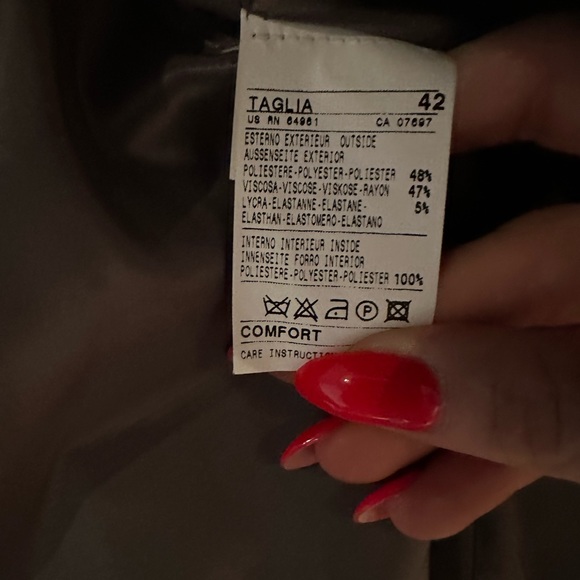 TAGLIA 42
US RN 64961 CA 07697
ESTERNO EXTERIEUR OUTSIDE
AUSSENSEITE EXTERIOR
POLIESTERE-POLYESTER-POLIESTER 48%
VISCOSA-VISCOSE-VISKOSE-RAYON 47%
LYCRA-ELASTANNE-ELASTANE- 5%
ELASTHAN-ELASTOMERO-ELASTANO
INTERNO INTERIEUR INSIDE
INNENSEITE FORRO INTERIOR
POLIESTERE-POLYESTER-POLIESTER 100%
P
COMFORT
CARE INSTRUCTION